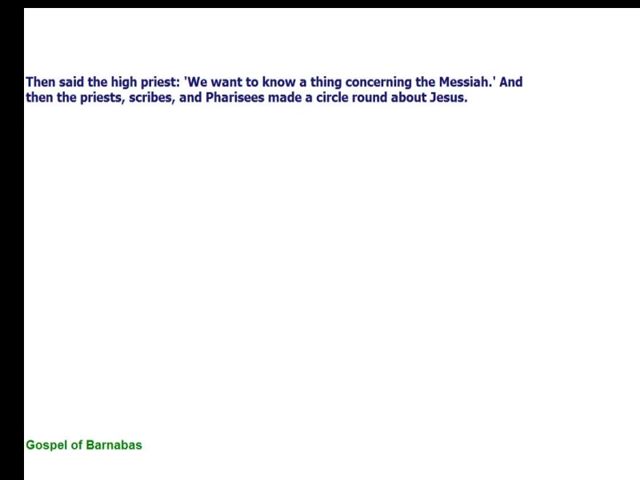 Then said the high priest: 'We want to know a thing concerning the Messiah.' And
then the priests, scribes, and Pharisees made a circle round about Jesus.
Gospel of Barnabas